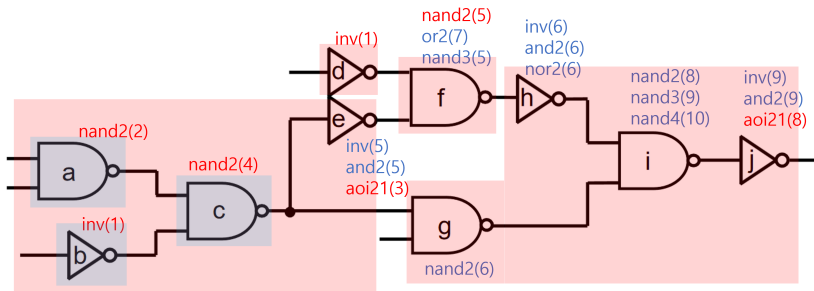 nand2(5)
or2(7)
nand3(5)
inv(1)
d
f
inv(6)
and2(6)
nor2(6)
h
nand2(8)
nand3(9)
nand4(10)
inv(9)
and2(9)
aoi21(8)
nand2(2)
a
nand2(4)
c
e
inv(5)
and2(5)
aoi21(3)
i
j
inv(1)
b
g
nand2(6)